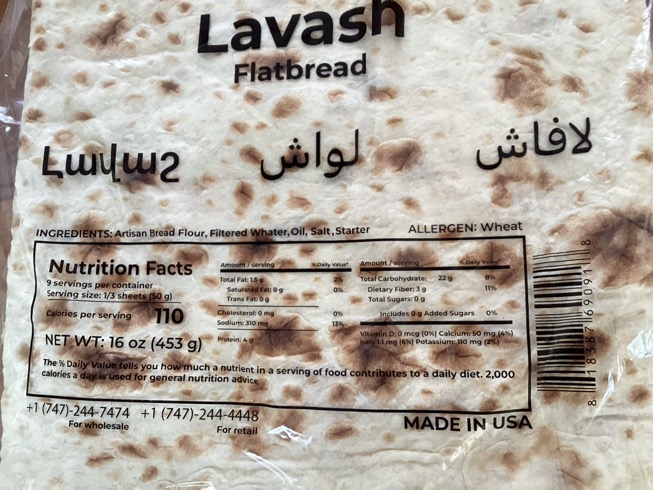 Lavash
Flatbread
Լավաշ
لواش
لافاش
INGREDIENTS: Artisan Bread Flour, Filtered Whater, Oil, Salt, Starter
ALLERGEN: Wheat
Nutrition Facts
9 servings per container
Serving size: 1/3 sheets (50 g)
Calories per serving 110
NET WT: 16 oz (453 g)
Amount / serving % Daily Value*
Total Fat: 1.5 g
Saturated Fat: 0 g 0%
Trans Fat: 0 g
Cholesterol: 0 mg 0%
Sodium: 310 mg 13%
Protein: 4 g
Amount / serving % Daily Value*
Total Carbohydrate: 22 g 8%
Dietary Fiber: 3 g 11%
Total Sugars: 0 g
Includes 0 g Added Sugars 0%
Vitamin D: 0 mcg (0%) Calcium: 50 mg (4%)
Iron: 1.1 mg (6%) Potassium: 110 mg (2%)
The % Daily Value tells you how much a nutrient in a serving of food contributes to a daily diet. 2,000
calories a day is used for general nutrition advice
+1 (747)-244-7474 +1 (747)-244-4448
For wholesale For retail
MADE IN USA
8 18387 69091 8